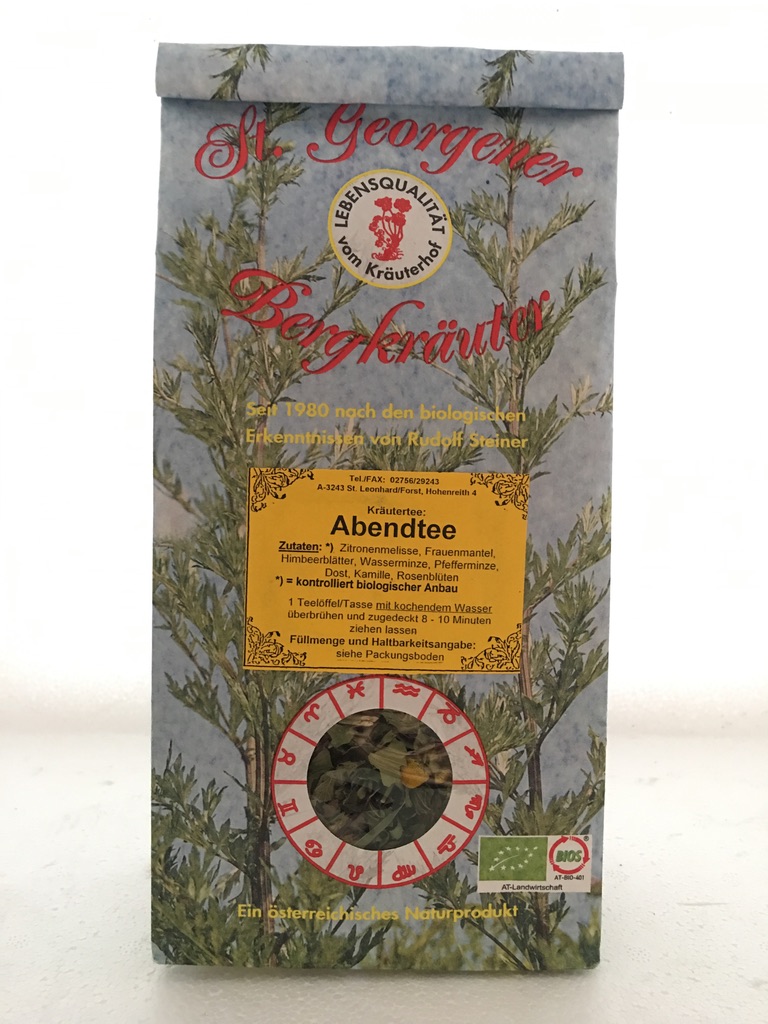 St. Georgener
LEBENSQUALITÄT
vom Kräuterhof
Bergkräuter
Seit 1980 nach den biologischen
Erkenntnissen von Rudolf Steiner
Tel./FAX: 02756/29243
A-3243 St. Leonhard/Forst, Hohenreith 4
Kräutertee:
Abendtee
Zutaten: *) Zitronenmelisse, Frauenmantel,
Himbeerblätter, Wasserminze, Pfefferminze,
Dost, Kamille, Rosenblüten
*) = kontrolliert biologischer Anbau
1 Teelöffel/Tasse mit kochendem Wasser
überbrühen und zugedeckt 8 - 10 Minuten
ziehen lassen
Füllmenge und Haltbarkeitsangabe:
siehe Packungsboden
BIOS
®
AT-BIO-401
AT-Landwirtschaft
Ein österreichisches Naturprodukt